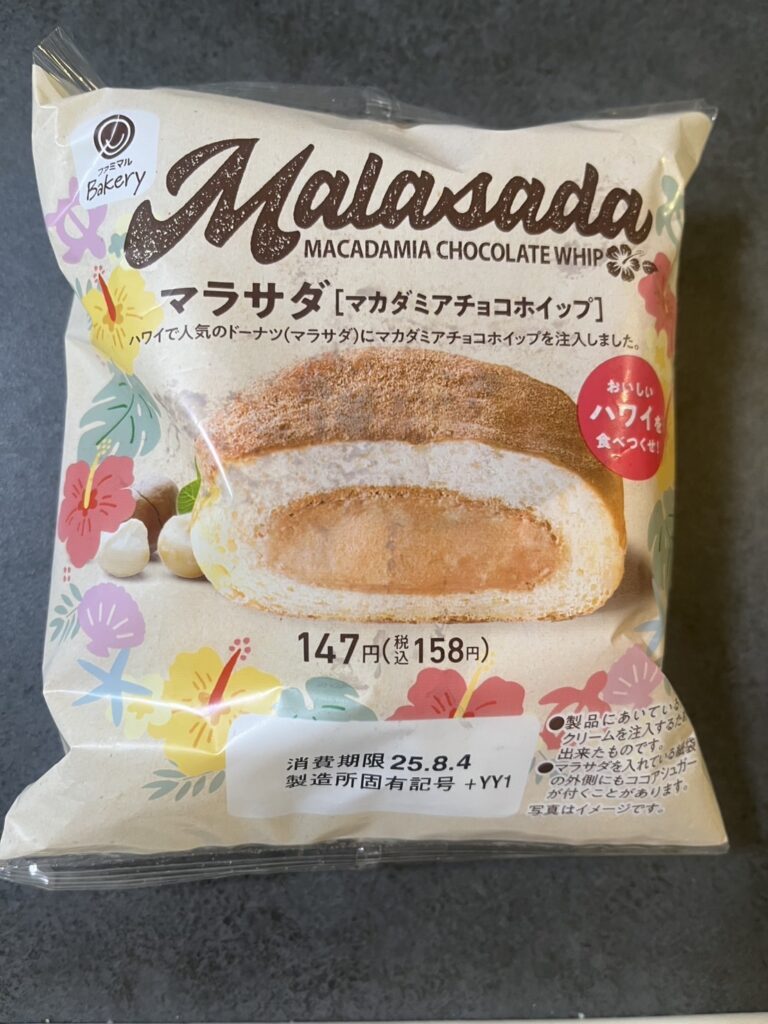 ファミマル
Bakery
Malasada
MACADAMIA CHOCOLATE WHIP
マラサダ[マカダミアチョコホイップ]
ハワイで人気のドーナツ(マラサダ)にマカダミアチョコホイップを注入しました。
おいしい
ハワイを
食べつくせ!
147円(税込158円)
消費期限 25.8.4
製造所固有記号 +YY1
●製品にあいている
クリームを注入するため
出来たものです。
●マラサダを入れている紙袋
の外側にもココアシュガー
が付くことがあります。
写真はイメージです。